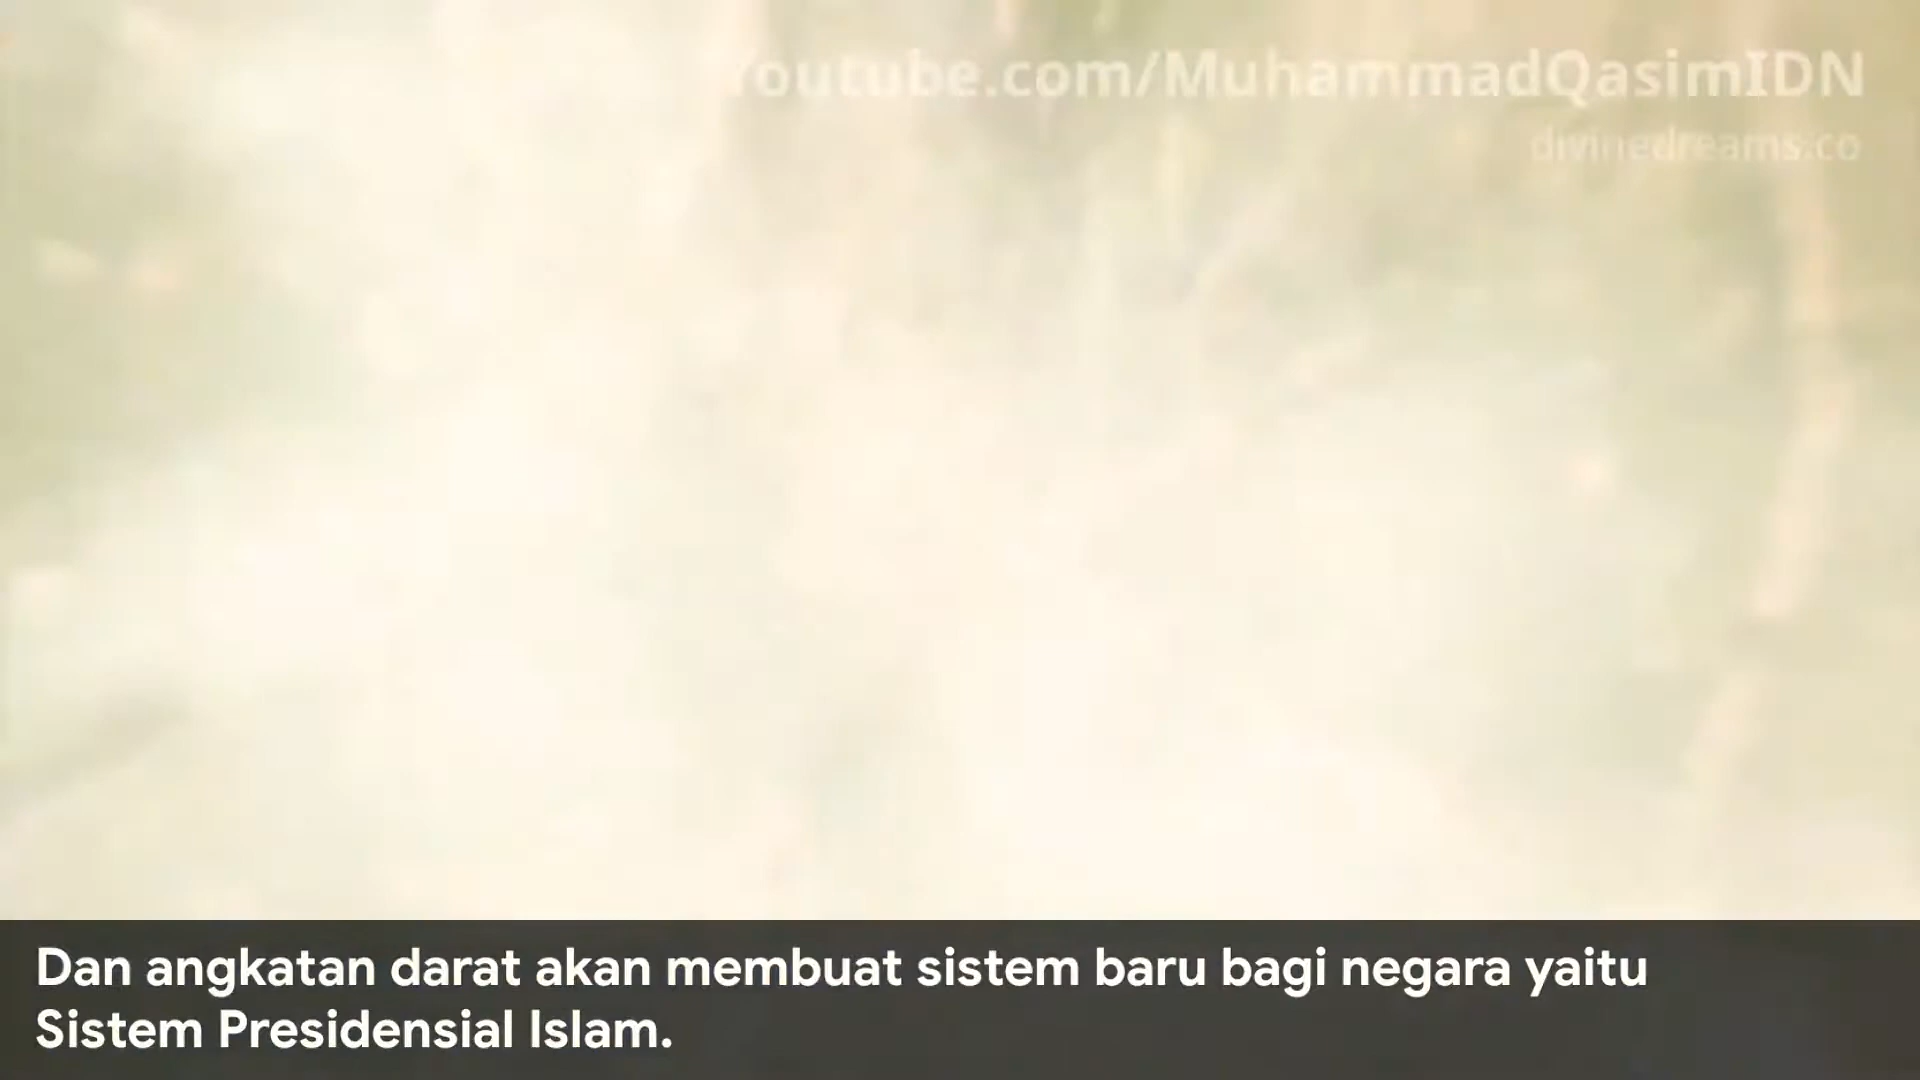 Youtube.com/MuhammadQasimIDN
divinedreams.co
Dan angkatan darat akan membuat sistem baru bagi negara yaitu
Sistem Presidensial Islam.